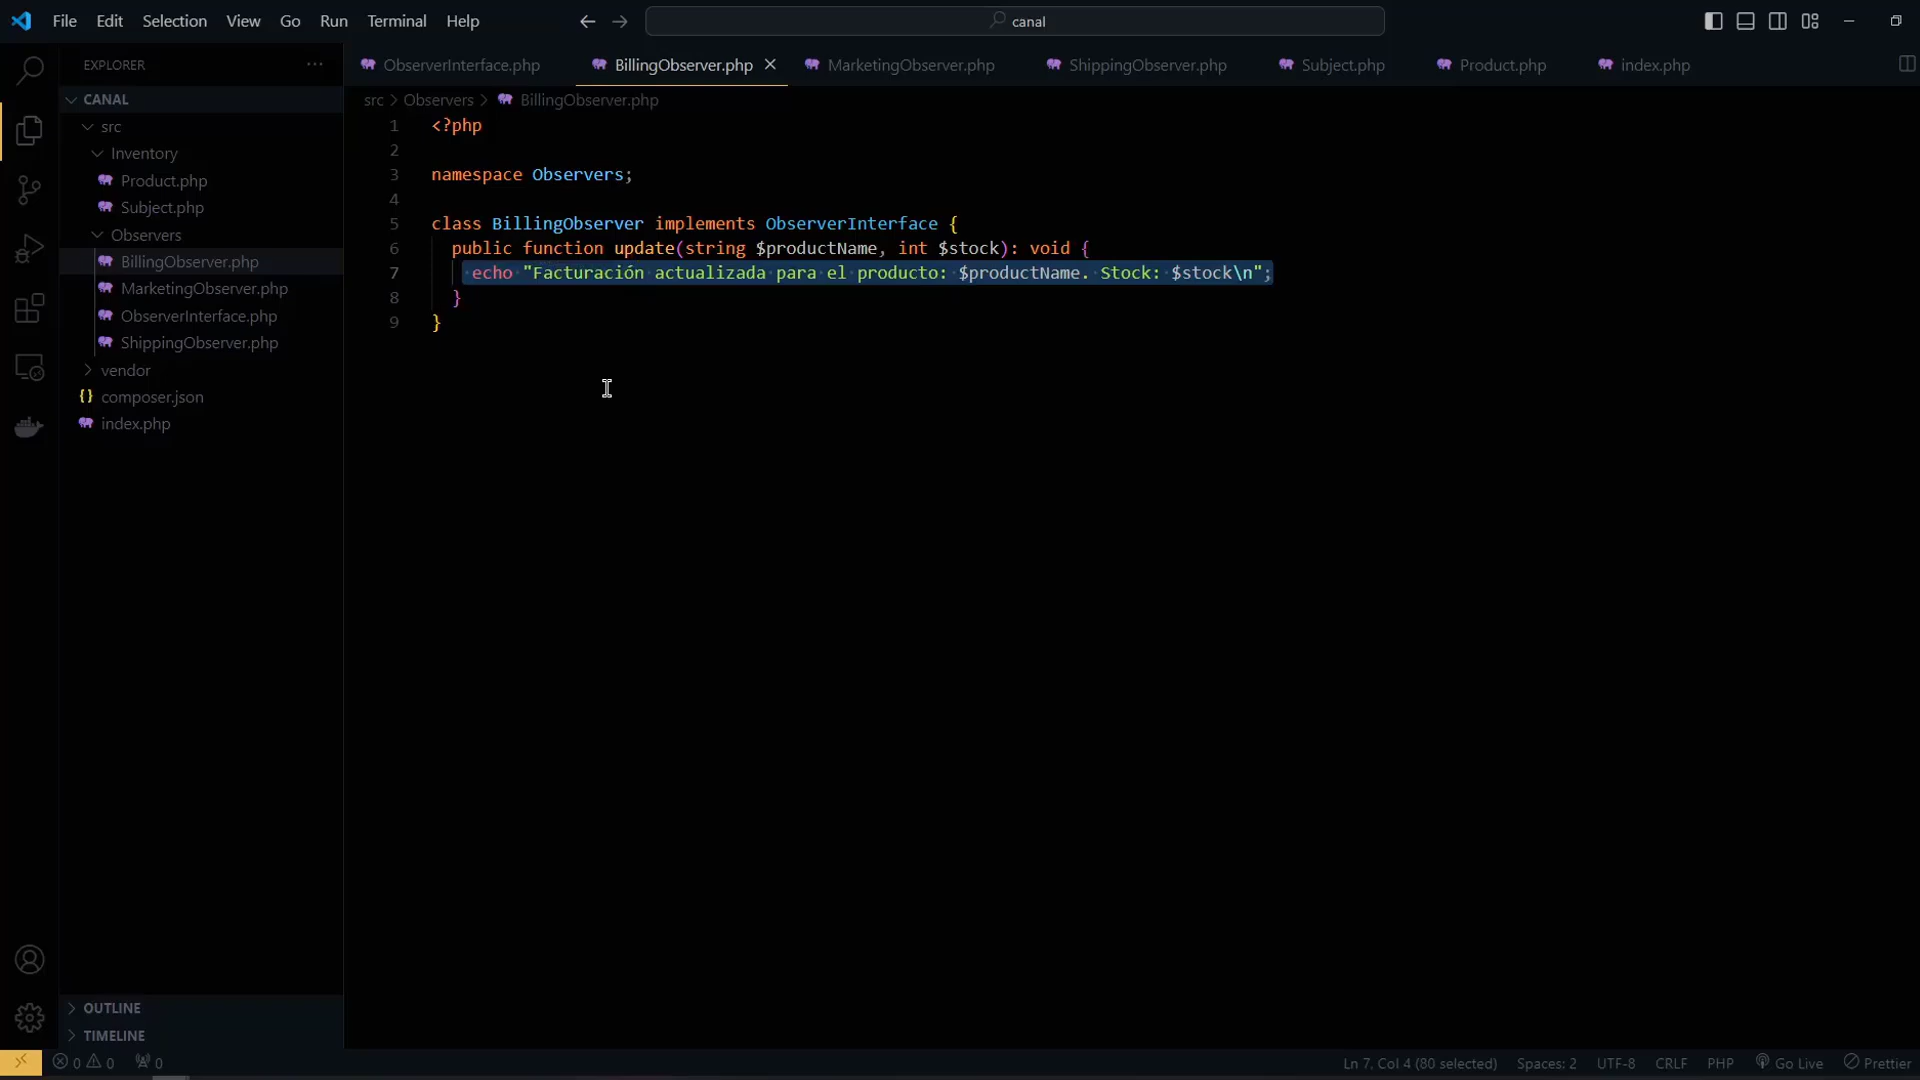 File Edit Selection View Go Run Terminal Help
canal
EXPLORER
CANAL
src
Inventory
Product.php
Subject.php
Observers
BillingObserver.php
MarketingObserver.php
ObserverInterface.php
ShippingObserver.php
vendor
composer.json
index.php
OUTLINE
TIMELINE
ObserverInterface.php BillingObserver.php MarketingObserver.php ShippingObserver.php Subject.php Product.php index.php
src > Observers > BillingObserver.php
1 <?php
2
3 namespace Observers;
4
5 class BillingObserver implements ObserverInterface {
6 public function update(string $productName, int $stock): void {
7 echo "Facturación actualizada para el producto: $productName. Stock: $stock\n";
8 }
9 }
0 0 0 Ln 7, Col 4 (80 selected) Spaces: 2 UTF-8 CRLF PHP Go Live Prettier